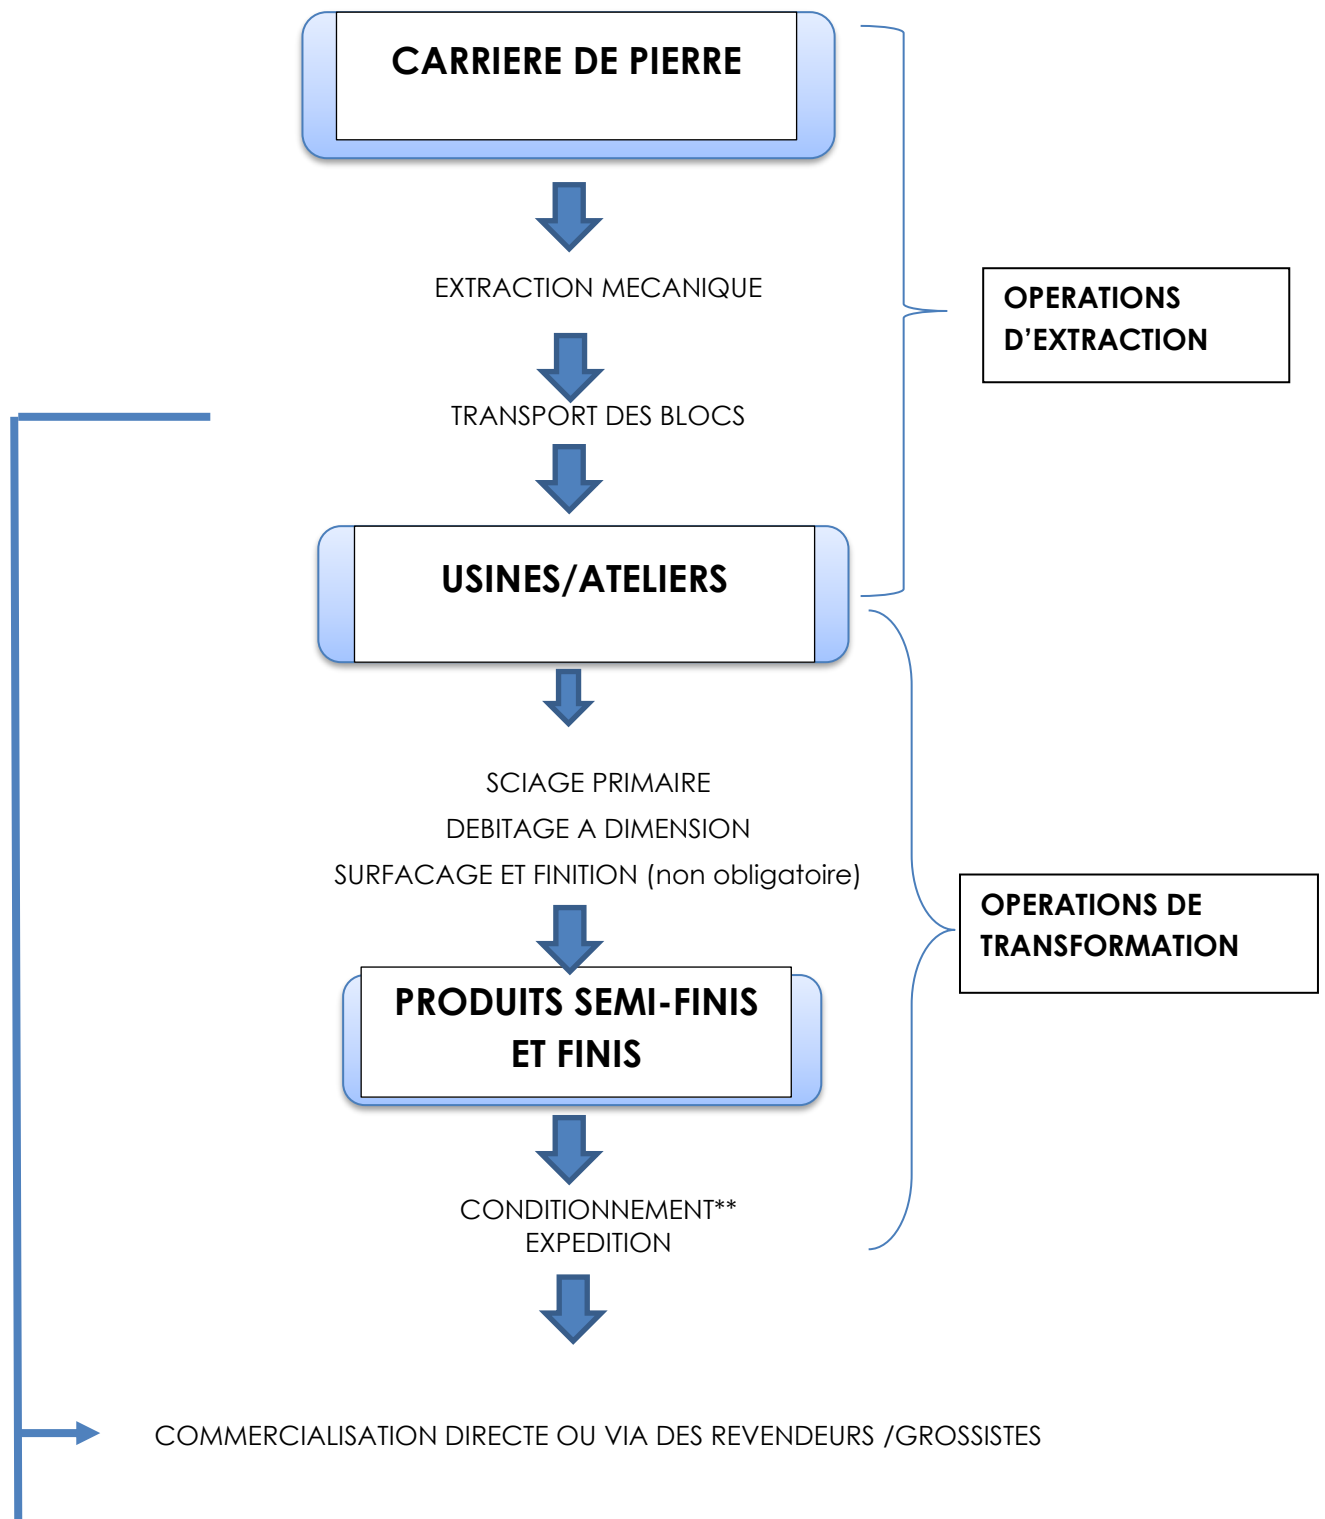 CARRIERE DE PIERRE
EXTRACTION MECANIQUE
OPERATIONS
D’EXTRACTION
TRANSPORT DES BLOCS
USINES/ATELIERS
SCIAGE PRIMAIRE
DEBITAGE A DIMENSION
SURFACAGE ET FINITION (non obligatoire)
OPERATIONS DE
TRANSFORMATION
PRODUITS SEMI-FINIS
ET FINIS
CONDITIONNEMENT**
EXPEDITION
COMMERCIALISATION DIRECTE OU VIA DES REVENDEURS /GROSSISTES